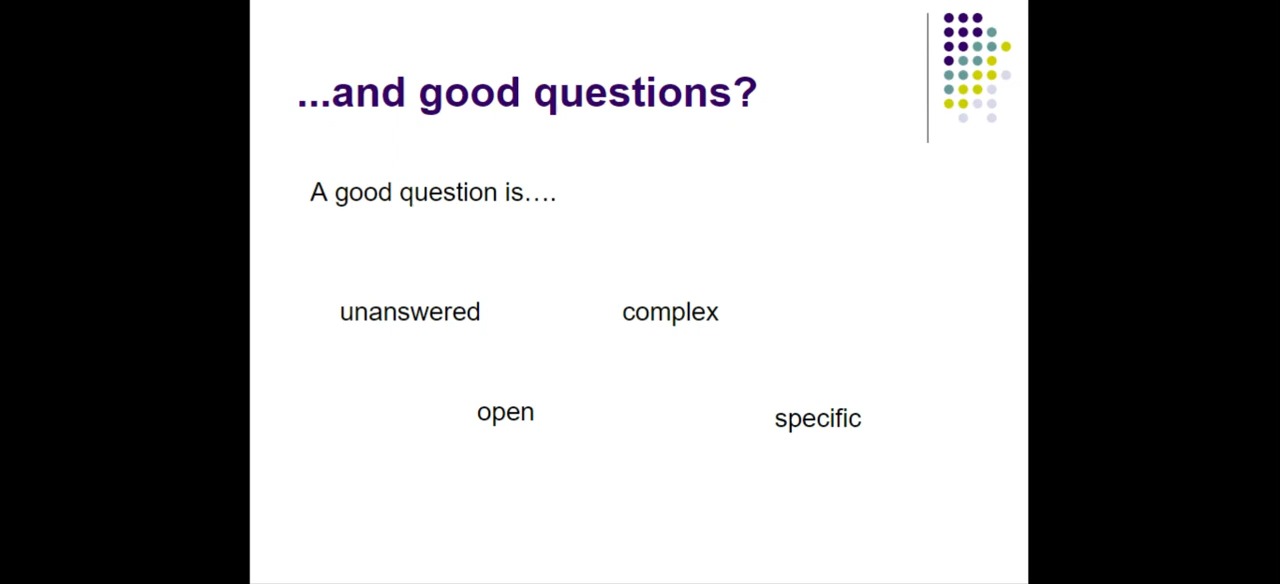 ...and good questions?
A good question is….
unanswered complex
open specific